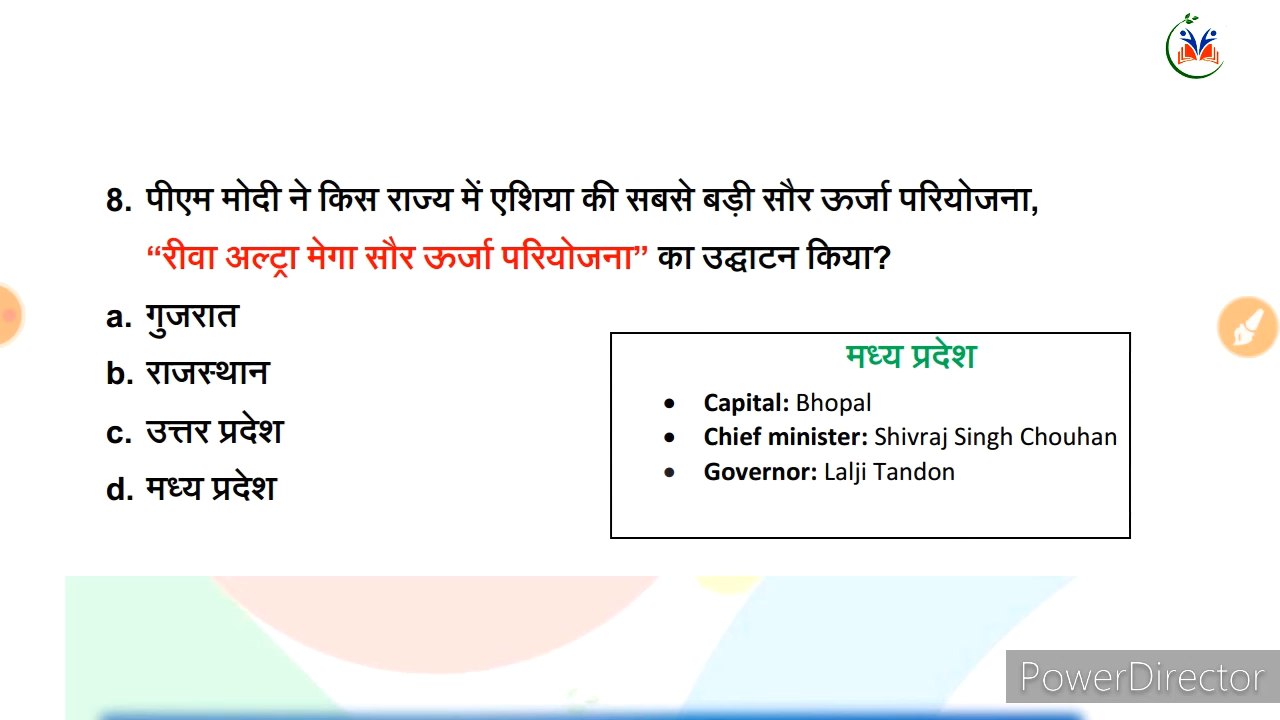 8. पीएम मोदी ने किस राज्य में एशिया की सबसे बड़ी सौर ऊर्जा परियोजना,
“रीवा अल्ट्रा मेगा सौर ऊर्जा परियोजना” का उद्घाटन किया?
a. गुजरात
b. राजस्थान
c. उत्तर प्रदेश
d. मध्य प्रदेश
मध्य प्रदेश
• Capital: Bhopal
• Chief minister: Shivraj Singh Chouhan
• Governor: Lalji Tandon
PowerDirector